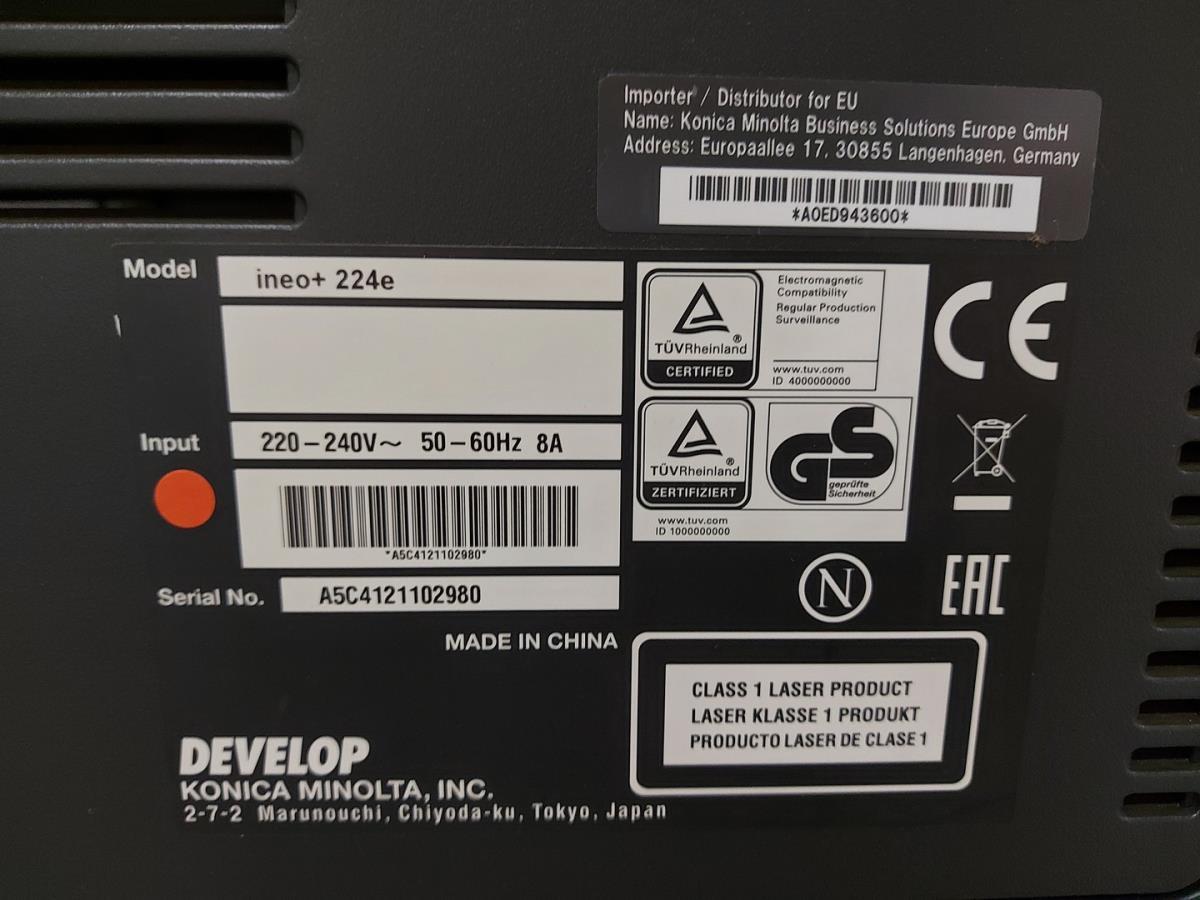 Importer / Distributor for EU
Name: Konica Minolta Business Solutions Europe GmbH
Address: Europaallee 17, 30855 Langenhagen, Germany
*A0ED943600*
Model
ineo+ 224e
Input
220–240V~ 50–60Hz 8A
*A5C4121102980*
Serial No.
A5C4121102980
MADE IN CHINA
DEVELOP
KONICA MINOLTA, INC.
2-7-2 Marunouchi, Chiyoda-ku, Tokyo, Japan
TÜVRheinland®
CERTIFIED
Electromagnetic
Compatibility
Regular Production
Surveillance
www.tuv.com
ID 4000000000
TÜVRheinland®
ZERTIFIZIERT
GS
geprüfte
Sicherheit
www.tuv.com
ID 1000000000
CE
N
EAC
CLASS 1 LASER PRODUCT
LASER KLASSE 1 PRODUKT
PRODUCTO LASER DE CLASE 1